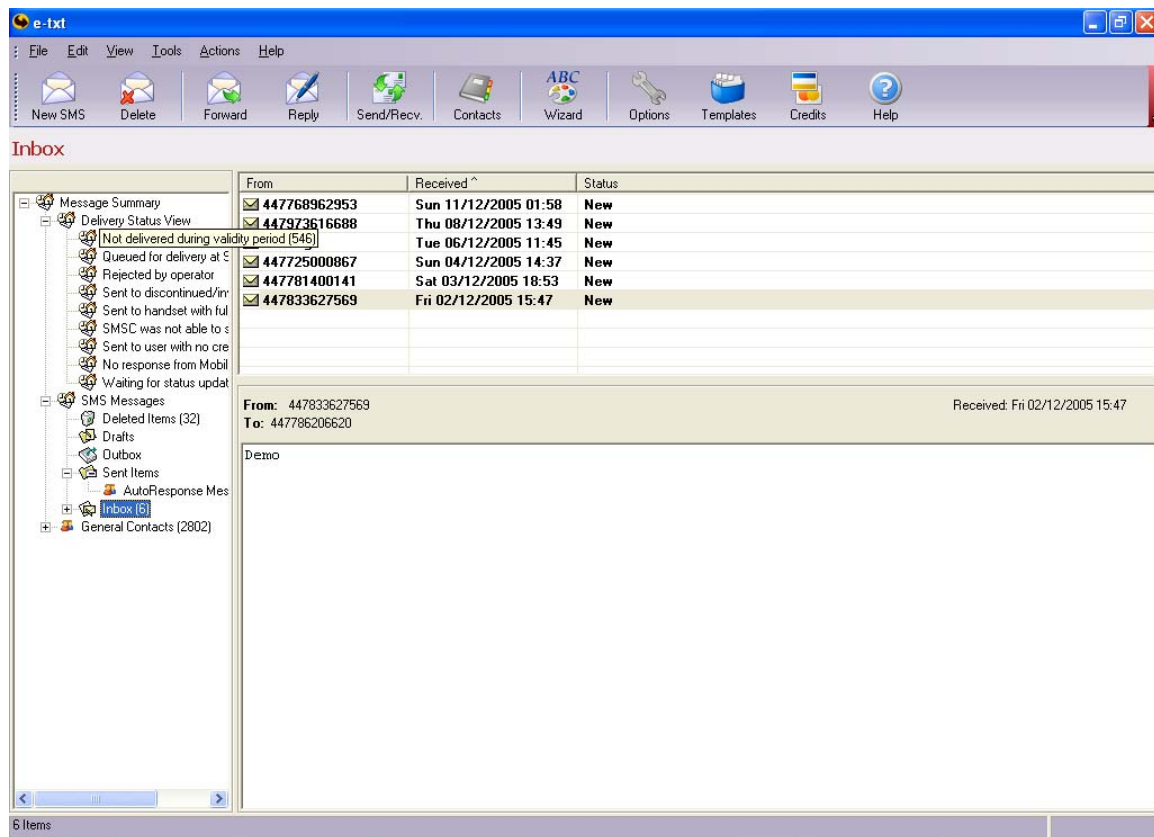 e-txt
File Edit View Tools Actions Help
New SMS Delete Forward Reply Send/Recv. Contacts ABC Wizard Options Templates Credits Help
Inbox
From Received ^ Status
447768962953 Sun 11/12/2005 01:58 New
447973616688 Thu 08/12/2005 13:49 New
Tue 06/12/2005 11:45 New
447725000867 Sun 04/12/2005 14:37 New
447781400141 Sat 03/12/2005 18:53 New
447833627569 Fri 02/12/2005 15:47 New
Message Summary
Delivery Status View
Not delivered during validity period (546)
Queued for delivery at S
Rejected by operator
Sent to discontinued/in
Sent to handset with ful
SMSC was not able to s
Sent to user with no cre
No response from Mobil
Waiting for status updat
SMS Messages
Deleted Items (32)
Drafts
Outbox
Sent Items
AutoResponse Mes
Inbox (6)
General Contacts (2802)
From: 447833627569 Received: Fri 02/12/2005 15:47
To: 447786206620
Demo
6 Items